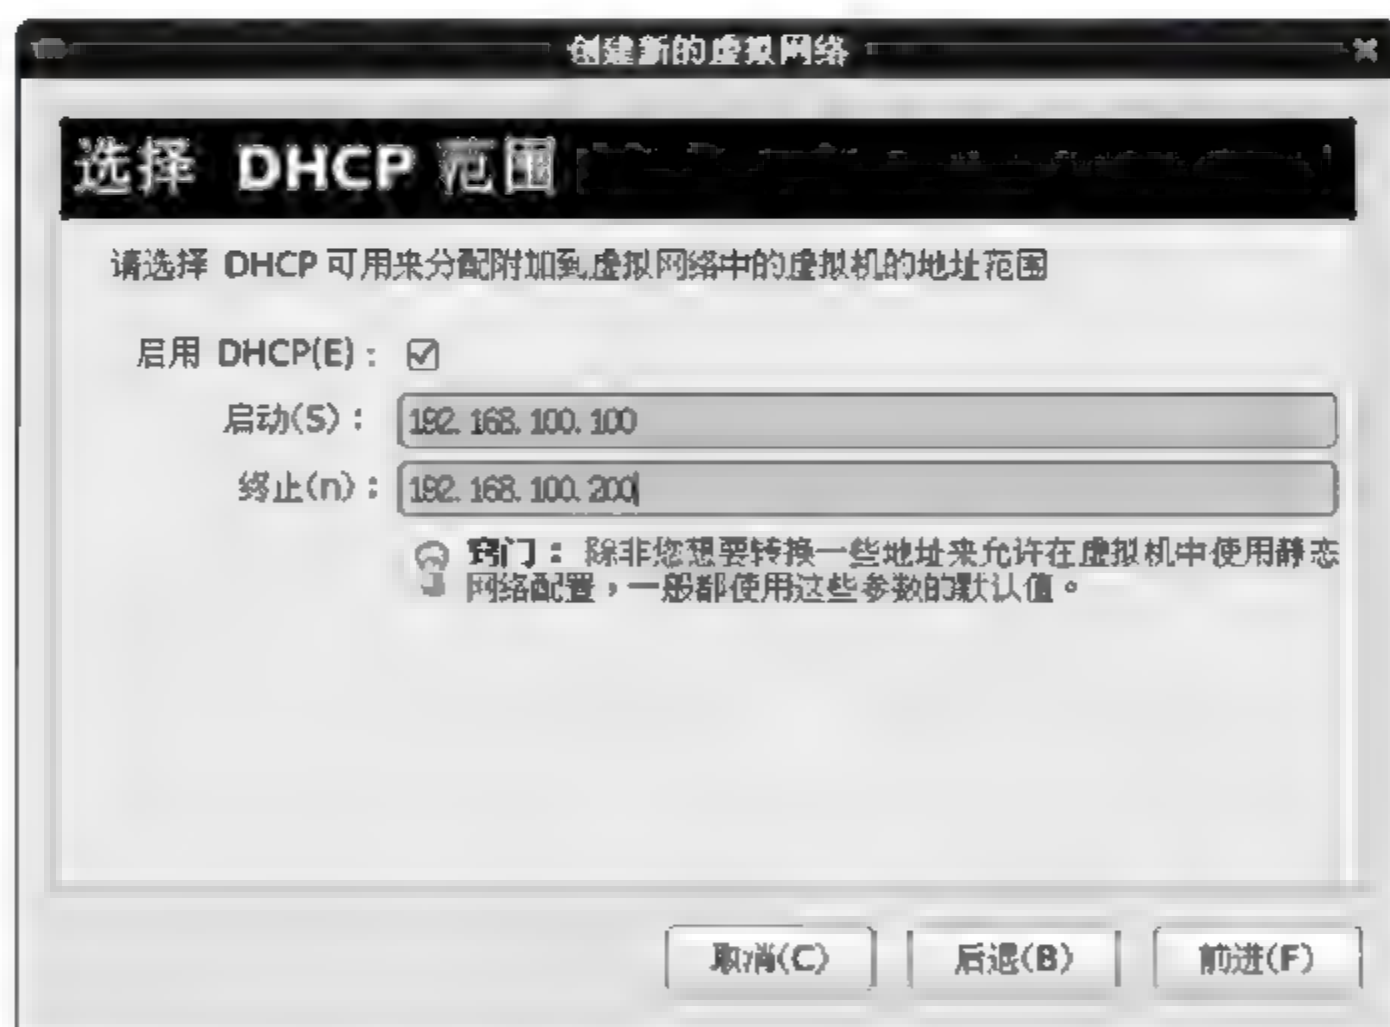 创建新的虚拟网络
选择 DHCP 范围
请选择 DHCP 可用来分配附加到虚拟网络中的虚拟机的地址范围
启用 DHCP(E)： ☑
启动(S)： 192.168.100.100
终止(n)： 192.168.100.200
窍门： 除非您想要转换一些地址来允许在虚拟机中使用静态
网络配置，一般都使用这些参数的默认值。
取消(C) 后退(B) 前进(F)